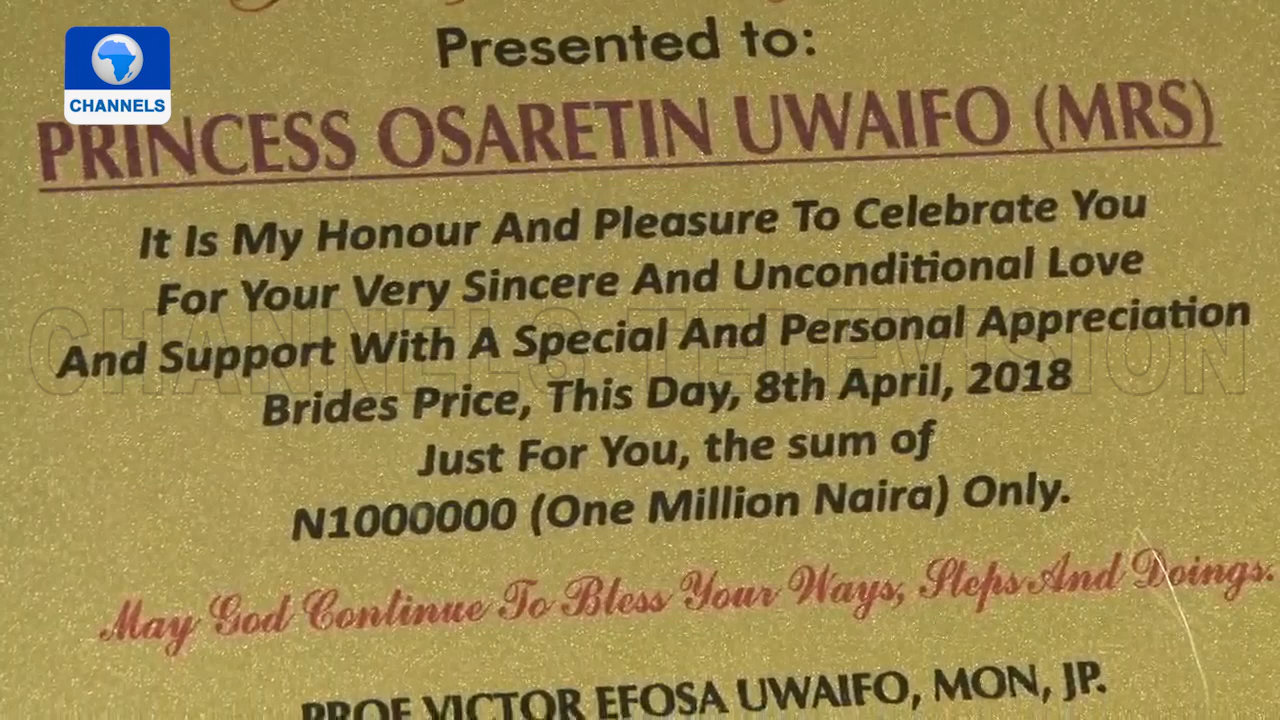 CHANNELS
Presented to:
PRINCESS OSARETIN UWAIFO (MRS)
It Is My Honour And Pleasure To Celebrate You
For Your Very Sincere And Unconditional Love
And Support With A Special And Personal Appreciation
Brides Price, This Day, 8th April, 2018
Just For You, the sum of
N1000000 (One Million Naira) Only.
May God Continue To Bless Your Ways, Steps And Doings.
PROF VICTOR EFOSA UWAIFO, MON, JP.
CHANNELS TELEVISION